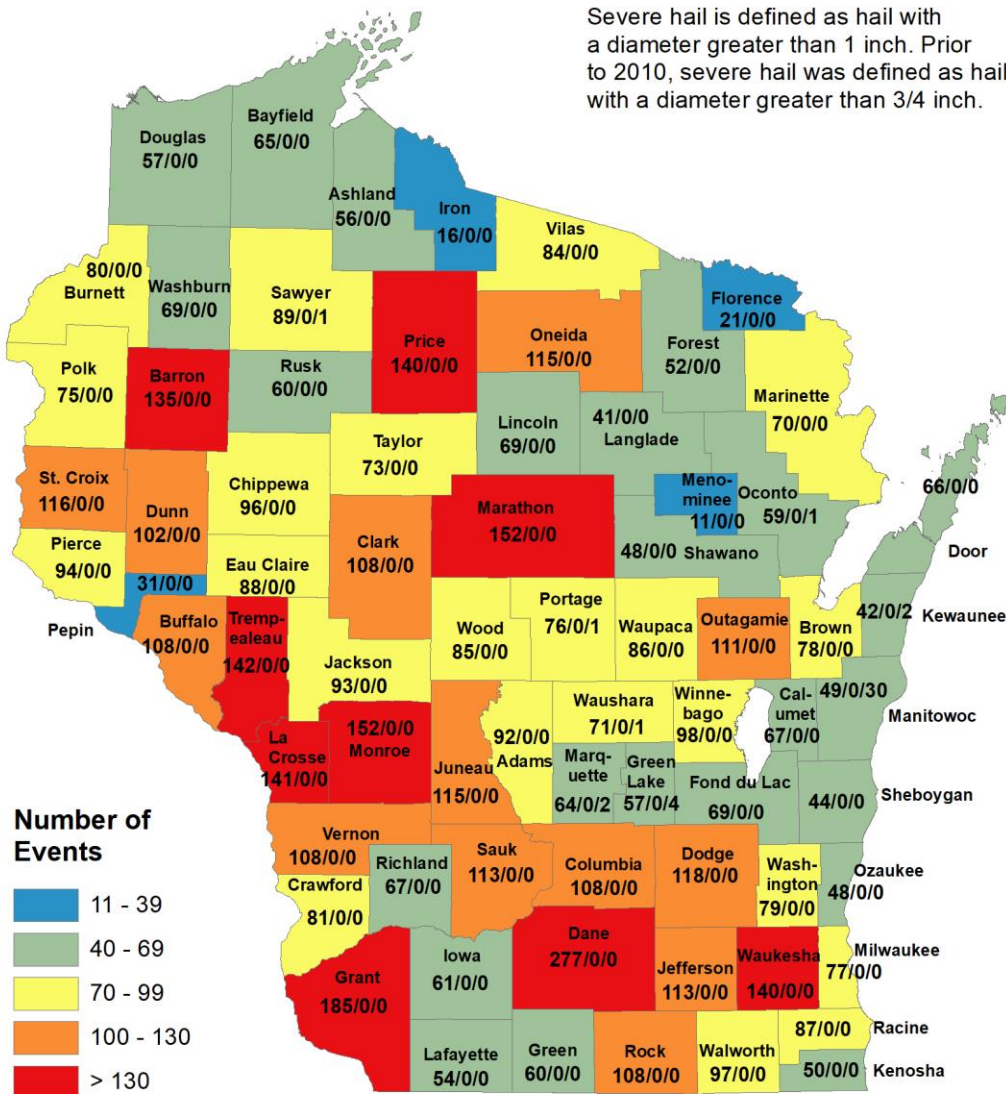 Severe hail is defined as hail with
a diameter greater than 1 inch. Prior
to 2010, severe hail was defined as hail
with a diameter greater than 3/4 inch.
Douglas
57/0/0
Bayfield
65/0/0
Ashland
56/0/0
Iron
16/0/0
Vilas
84/0/0
Florence
21/0/0
80/0/0
Burnett
Washburn
69/0/0
Sawyer
89/0/1
Price
140/0/0
Oneida
115/0/0
Forest
52/0/0
Marinette
70/0/0
Polk
75/0/0
Barron
135/0/0
Rusk
60/0/0
Lincoln
69/0/0
41/0/0
Langlade
Taylor
73/0/0
St. Croix
116/0/0
Dunn
102/0/0
Chippewa
96/0/0
Clark
108/0/0
Marathon
152/0/0
Meno-
minee
11/0/0
Oconto
59/0/1
66/0/0
Door
Pierce
94/0/0
31/0/0
Pepin
Eau Claire
88/0/0
48/0/0
Shawano
Buffalo
108/0/0
Tremp-
ealeau
142/0/0
Jackson
93/0/0
Wood
85/0/0
Portage
76/0/1
Waupaca
86/0/0
Outagamie
111/0/0
Brown
78/0/0
42/0/2
Kewaunee
La
Crosse
141/0/0
152/0/0
Monroe
Juneau
115/0/0
92/0/0
Adams
Waushara
71/0/1
Winne-
bago
98/0/0
Cal-
umet
67/0/0
49/0/30
Manitowoc
Marq-
uette
64/0/2
Green
Lake
57/0/4
Fond du Lac
69/0/0
44/0/0
Sheboygan
Vernon
108/0/0
Richland
67/0/0
Sauk
113/0/0
Columbia
108/0/0
Dodge
118/0/0
Wash-
ington
79/0/0
Ozaukee
48/0/0
Crawford
81/0/0
Grant
185/0/0
Iowa
61/0/0
Dane
277/0/0
Jefferson
113/0/0
Waukesha
140/0/0
Milwaukee
77/0/0
Lafayette
54/0/0
Green
60/0/0
Rock
108/0/0
Walworth
97/0/0
87/0/0
Racine
50/0/0
Kenosha
Number of
Events
11 - 39
40 - 69
70 - 99
100 - 130
> 130